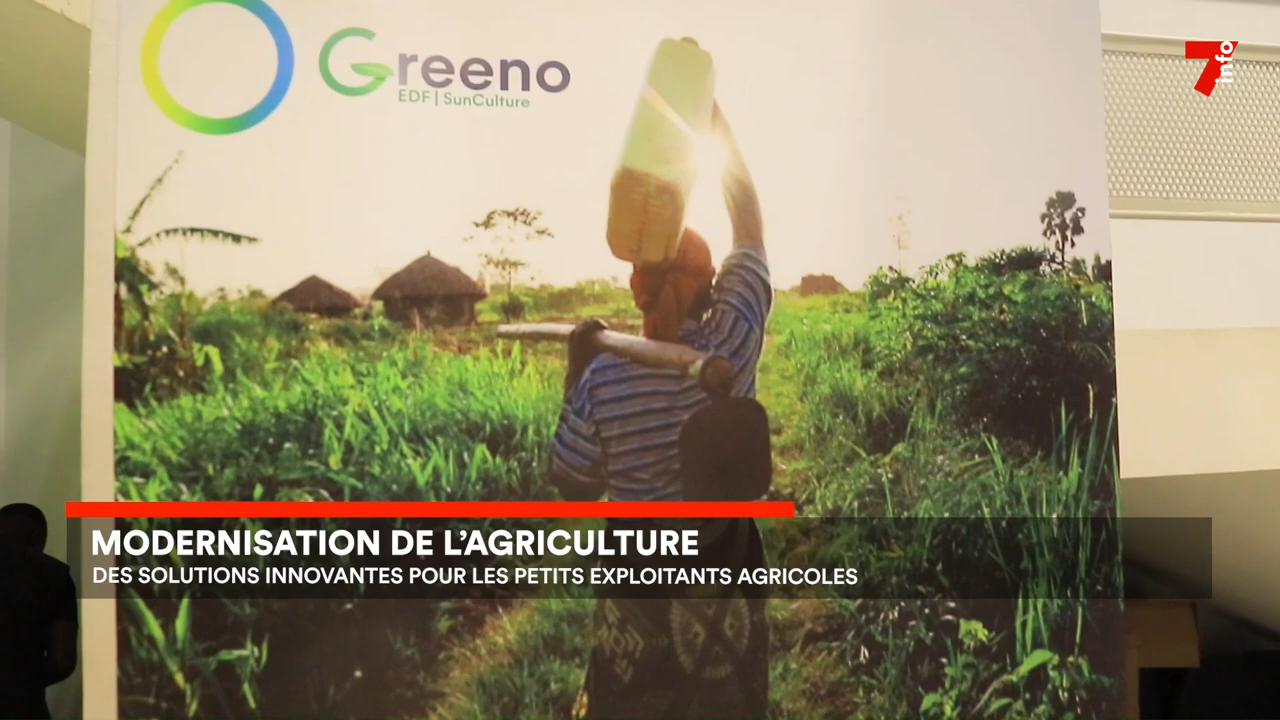 Greeno
EDF | SunCulture
7info
MODERNISATION DE L’AGRICULTURE
DES SOLUTIONS INNOVANTES POUR LES PETITS EXPLOITANTS AGRICOLES